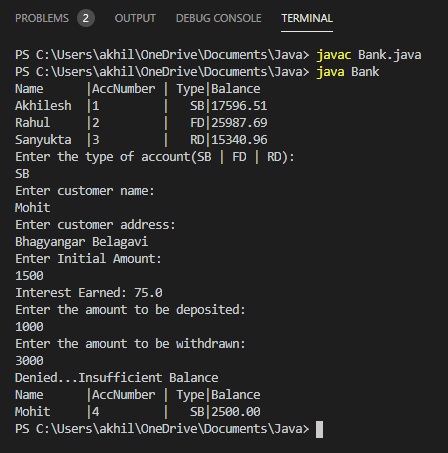 PROBLEMS 2 OUTPUT DEBUG CONSOLE TERMINAL
PS C:\Users\akhil\OneDrive\Documents\Java> javac Bank.java
PS C:\Users\akhil\OneDrive\Documents\Java> java Bank
Name      |AccNumber | Type|Balance
Akhilesh  |1         |   SB|17596.51
Rahul     |2         |   FD|25987.69
Sanyukta  |3         |   RD|15340.96
Enter the type of account(SB | FD | RD):
SB
Enter customer name:
Mohit
Enter customer address:
Bhagyangar Belagavi
Enter Initial Amount:
1500
Interest Earned: 75.0
Enter the amount to be deposited:
1000
Enter the amount to be withdrawn:
3000
Denied...Insufficient Balance
Name      |AccNumber | Type|Balance
Mohit     |4         |   SB|2500.00
PS C:\Users\akhil\OneDrive\Documents\Java>